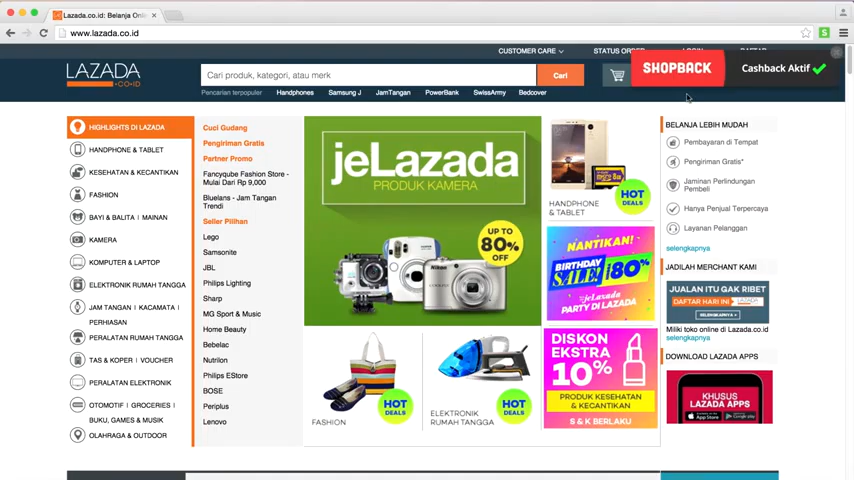 Lazada.co.id: Belanja Onli
www.lazada.co.id
CUSTOMER CARE
STATUS ORDER
LAZADA
.CO.ID
Cari produk, kategori, atau merk
Cari
SHOPBACK
Cashback Aktif
Pencarian terpopuler
Handphones
Samsung J
JamTangan
PowerBank
SwissArmy
Bedcover
HIGHLIGHTS DI LAZADA
HANDPHONE & TABLET
KESEHATAN & KECANTIKAN
FASHION
BAYI & BALITA | MAINAN
KAMERA
KOMPUTER & LAPTOP
ELEKTRONIK RUMAH TANGGA
JAM TANGAN | KACAMATA |
PERHIASAN
PERALATAN RUMAH TANGGA
TAS & KOPER | VOUCHER
PERALATAN ELEKTRONIK
OTOMOTIF | GROCERIES |
BUKU, GAMES & MUSIK
OLAHRAGA & OUTDOOR
Cuci Gudang
Pengiriman Gratis
Partner Promo
Fancyqube Fashion Store -
Mulai Dari Rp 9,000
Bluelans - Jam Tangan
Trendi
Seller Pilihan
Lego
Samsonite
JBL
Philips Lighting
Sharp
MG Sport & Music
Home Beauty
Bebelac
Nutrilon
Philips EStore
BOSE
Periplus
Lenovo
jeLazada
PRODUK KAMERA
UP TO
80%
OFF
Nikon
FASHION
HOT
DEALS
ELEKTRONIK
RUMAH TANGGA
HOT
DEALS
HANDPHONE
& TABLET
HOT
DEALS
NANTIKAN!
BIRTHDAY
SALE!
80%
jeLazada
PARTY DI LAZADA
DISKON
EKSTRA
10%
PRODUK KESEHATAN
& KECANTIKAN
S & K BERLAKU
BELANJA LEBIH MUDAH
Pembayaran di Tempat
Pengiriman Gratis*
Jaminan Perlindungan
Pembeli
Hanya Penjual Terpercaya
Layanan Pelanggan
selengkapnya
JADILAH MERCHANT KAMI
JUALAN ITU GAK RIBET
DAFTAR HARI INI
LAZADA
SELENGKAPNYA
Miliki toko online di Lazada.co.id
selengkapnya
DOWNLOAD LAZADA APPS
KHUSUS
LAZADA APPS
App Store
Google play